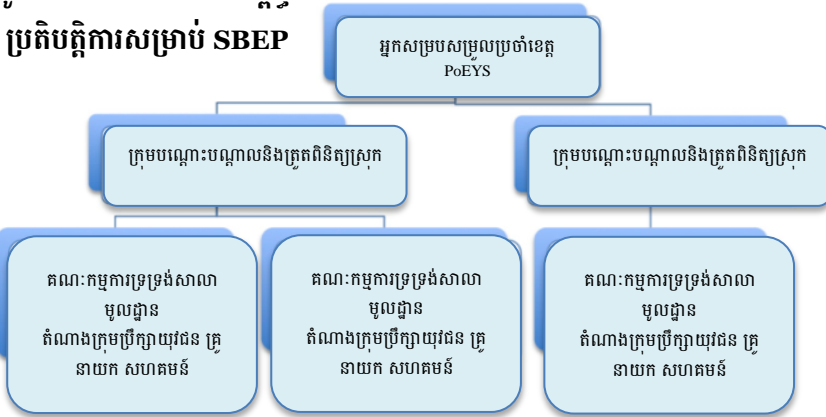 ប្រតិបត្តិការសម្រាប់ SBEP
អ្នកសម្របសម្រួលប្រចាំខេត្ត
PoEYS
ក្រុមបណ្តោះបណ្តាលនិងត្រួតពិនិត្យស្រុក
ក្រុមបណ្តោះបណ្តាលនិងត្រួតពិនិត្យស្រុក
គណៈកម្មការទ្រទ្រង់សាលា
មូលដ្ឋាន
តំណាងក្រុមប្រឹក្សាយុវជន គ្រូ
នាយក សហគមន៍
គណៈកម្មការទ្រទ្រង់សាលា
មូលដ្ឋាន
តំណាងក្រុមប្រឹក្សាយុវជន គ្រូ
នាយក សហគមន៍
គណៈកម្មការទ្រទ្រង់សាលា
មូលដ្ឋាន
តំណាងក្រុមប្រឹក្សាយុវជន គ្រូ
នាយក សហគមន៍